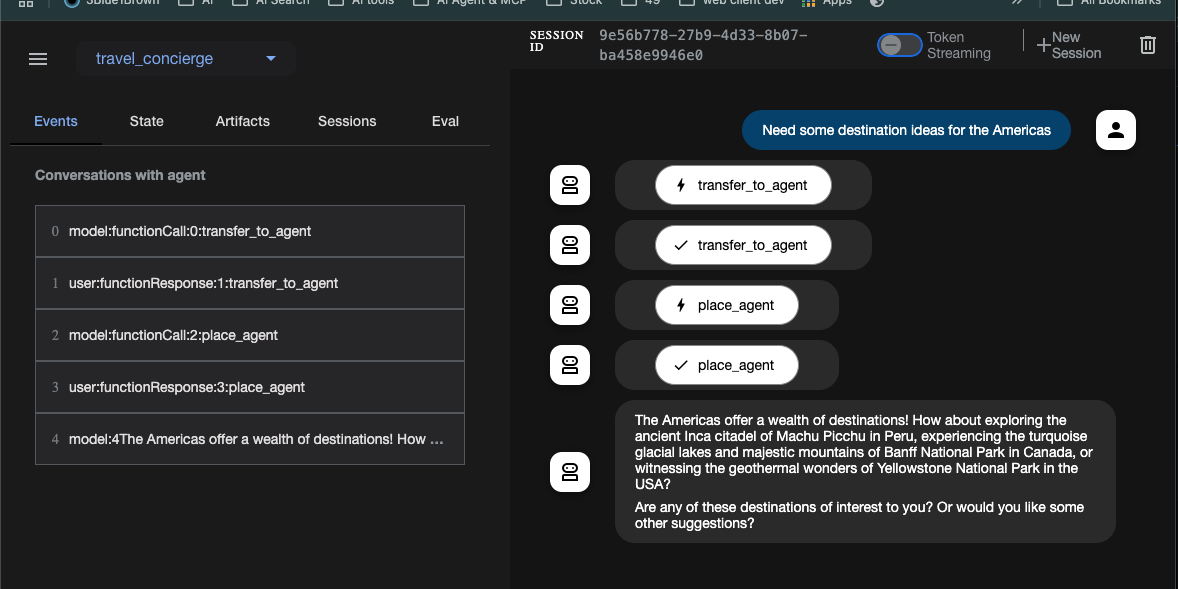 3Blue1Brown
AI
AI Search
AI tools
AI Agent & MCP
Stock
49
web client dev
Apps
»
All Bookmarks
travel_concierge
SESSION ID
9e56b778-27b9-4d33-8b07-
ba458e9946e0
Token
Streaming
New
Session
Events
State
Artifacts
Sessions
Eval
Conversations with agent
0 model:functionCall:0:transfer_to_agent
1 user:functionResponse:1:transfer_to_agent
2 model:functionCall:2:place_agent
3 user:functionResponse:3:place_agent
4 model:4The Americas offer a wealth of destinations! How ...
Need some destination ideas for the Americas
transfer_to_agent
transfer_to_agent
place_agent
place_agent
The Americas offer a wealth of destinations! How about exploring the
ancient Inca citadel of Machu Picchu in Peru, experiencing the turquoise
glacial lakes and majestic mountains of Banff National Park in Canada, or
witnessing the geothermal wonders of Yellowstone National Park in the
USA?
Are any of these destinations of interest to you? Or would you like some
other suggestions?